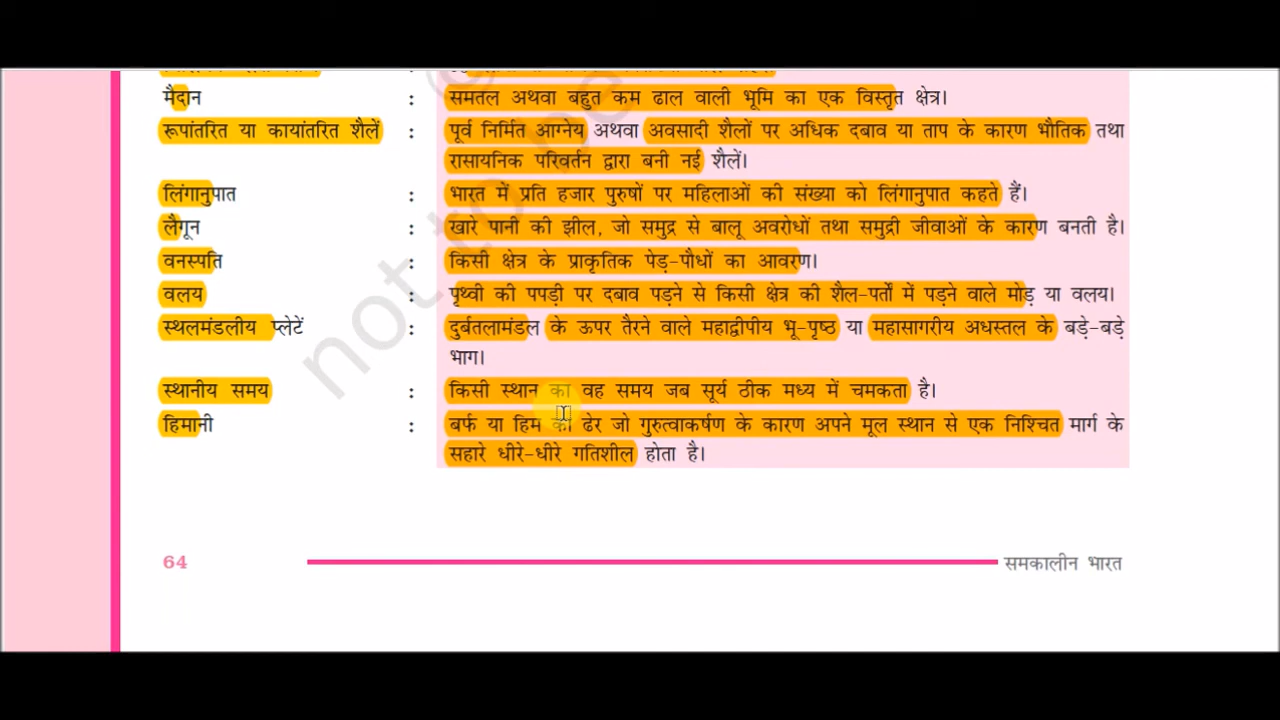 मैदान : समतल अथवा बहुत कम ढाल वाली भूमि का एक विस्तृत क्षेत्र।
रूपांतरित या कायांतरित शैलें : पूर्व निर्मित आग्नेय अथवा अवसादी शैलों पर अधिक दबाव या ताप के कारण भौतिक तथा
रासायनिक परिवर्तन द्वारा बनी नई शैलें।
लिंगानुपात : भारत में प्रति हजार पुरुषों पर महिलाओं की संख्या को लिंगानुपात कहते हैं।
लैगून : खारे पानी की झील, जो समुद्र से बालू अवरोधों तथा समुद्री जीवाओं के कारण बनती है।
वनस्पति : किसी क्षेत्र के प्राकृतिक पेड़-पौधों का आवरण।
वलय : पृथ्वी की पपड़ी पर दबाव पड़ने से किसी क्षेत्र की शैल-पर्तों में पड़ने वाले मोड़ या वलय।
स्थलमंडलीय प्लेटें : दुर्बतलामंडल के ऊपर तैरने वाले महाद्वीपीय भू-पृष्ठ या महासागरीय अधस्तल के बड़े-बड़े
भाग।
स्थानीय समय : किसी स्थान का वह समय जब सूर्य ठीक मध्य में चमकता है।
हिमानी : बर्फ या हिम का ढेर जो गुरुत्वाकर्षण के कारण अपने मूल स्थान से एक निश्चित मार्ग के
सहारे धीरे-धीरे गतिशील होता है।
not to be
64 समकालीन भारत